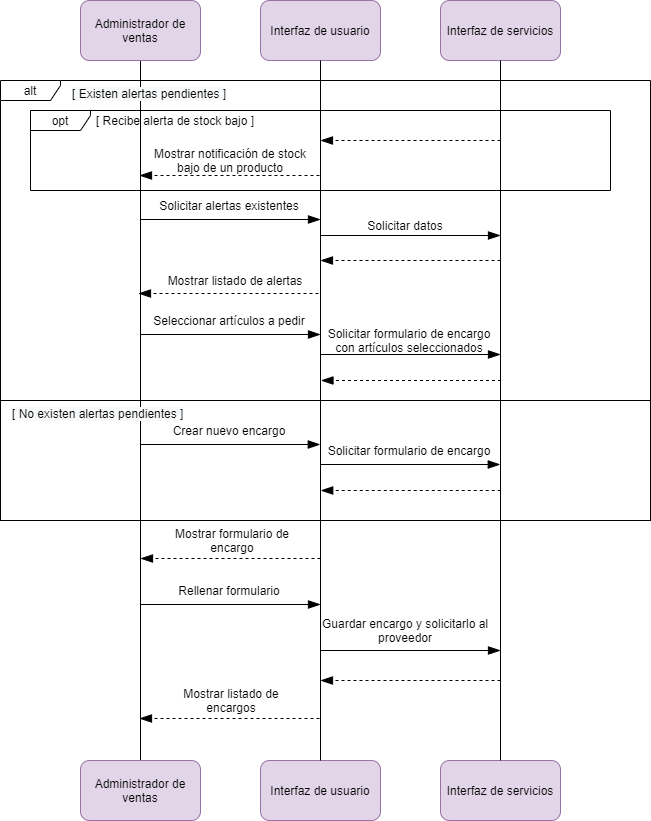 Administrador de
ventas
Interfaz de usuario
Interfaz de servicios
alt
[ Existen alertas pendientes ]
opt
[ Recibe alerta de stock bajo ]
Mostrar notificación de stock
bajo de un producto
Solicitar alertas existentes
Solicitar datos
Mostrar listado de alertas
Seleccionar artículos a pedir
Solicitar formulario de encargo
con artículos seleccionados
[ No existen alertas pendientes ]
Crear nuevo encargo
Solicitar formulario de encargo
Mostrar formulario de
encargo
Rellenar formulario
Guardar encargo y solicitarlo al
proveedor
Mostrar listado de
encargos
Administrador de
ventas
Interfaz de usuario
Interfaz de servicios